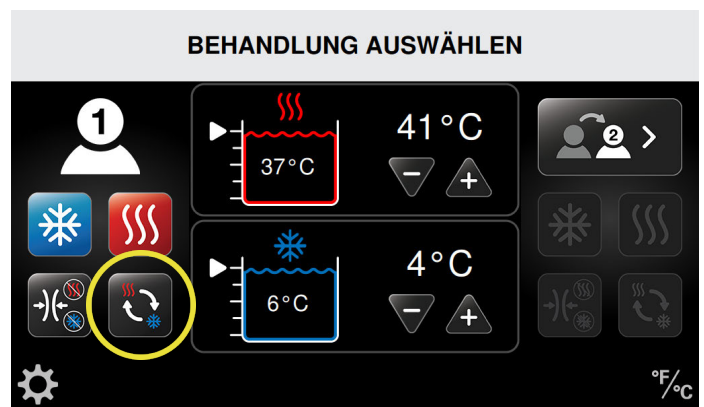 BEHANDLUNG AUSWÄHLEN
1
37°C
41°C
− +
2 >
6°C
4°C
− +
°F/°C